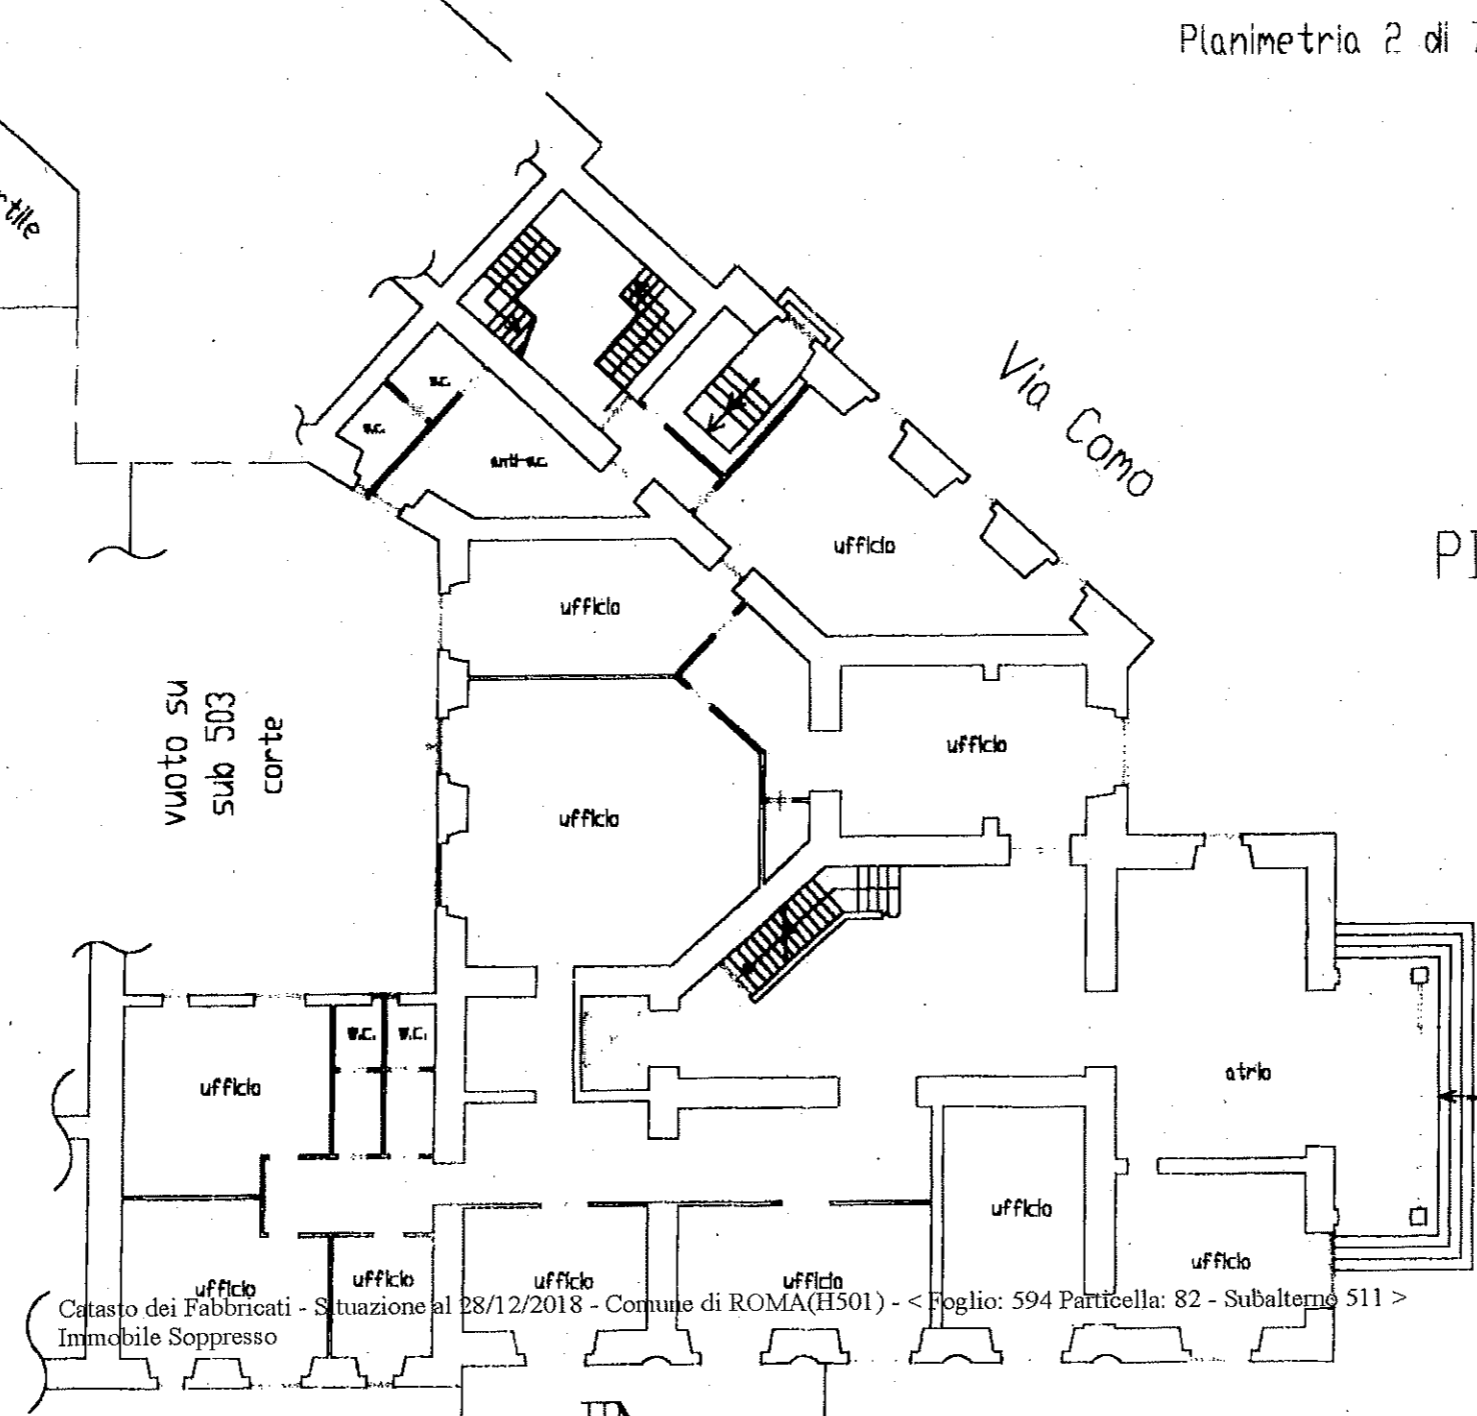 Planimetria 2 di
Via Como
w.c.
w.c.
anti-w.c.
ufficio
ufficio
ufficio
ufficio
vuoto su
sub 503
corte
w.c.
w.c.
ufficio
atrio
ufficio
ufficio
ufficio
ufficio
ufficio
ufficio
Catasto dei Fabbricati - Situazione al 28/12/2018 - Comune di ROMA(H501) - < Foglio: 594 Particella: 82 - Subalterno 511 >
Immobile Soppresso